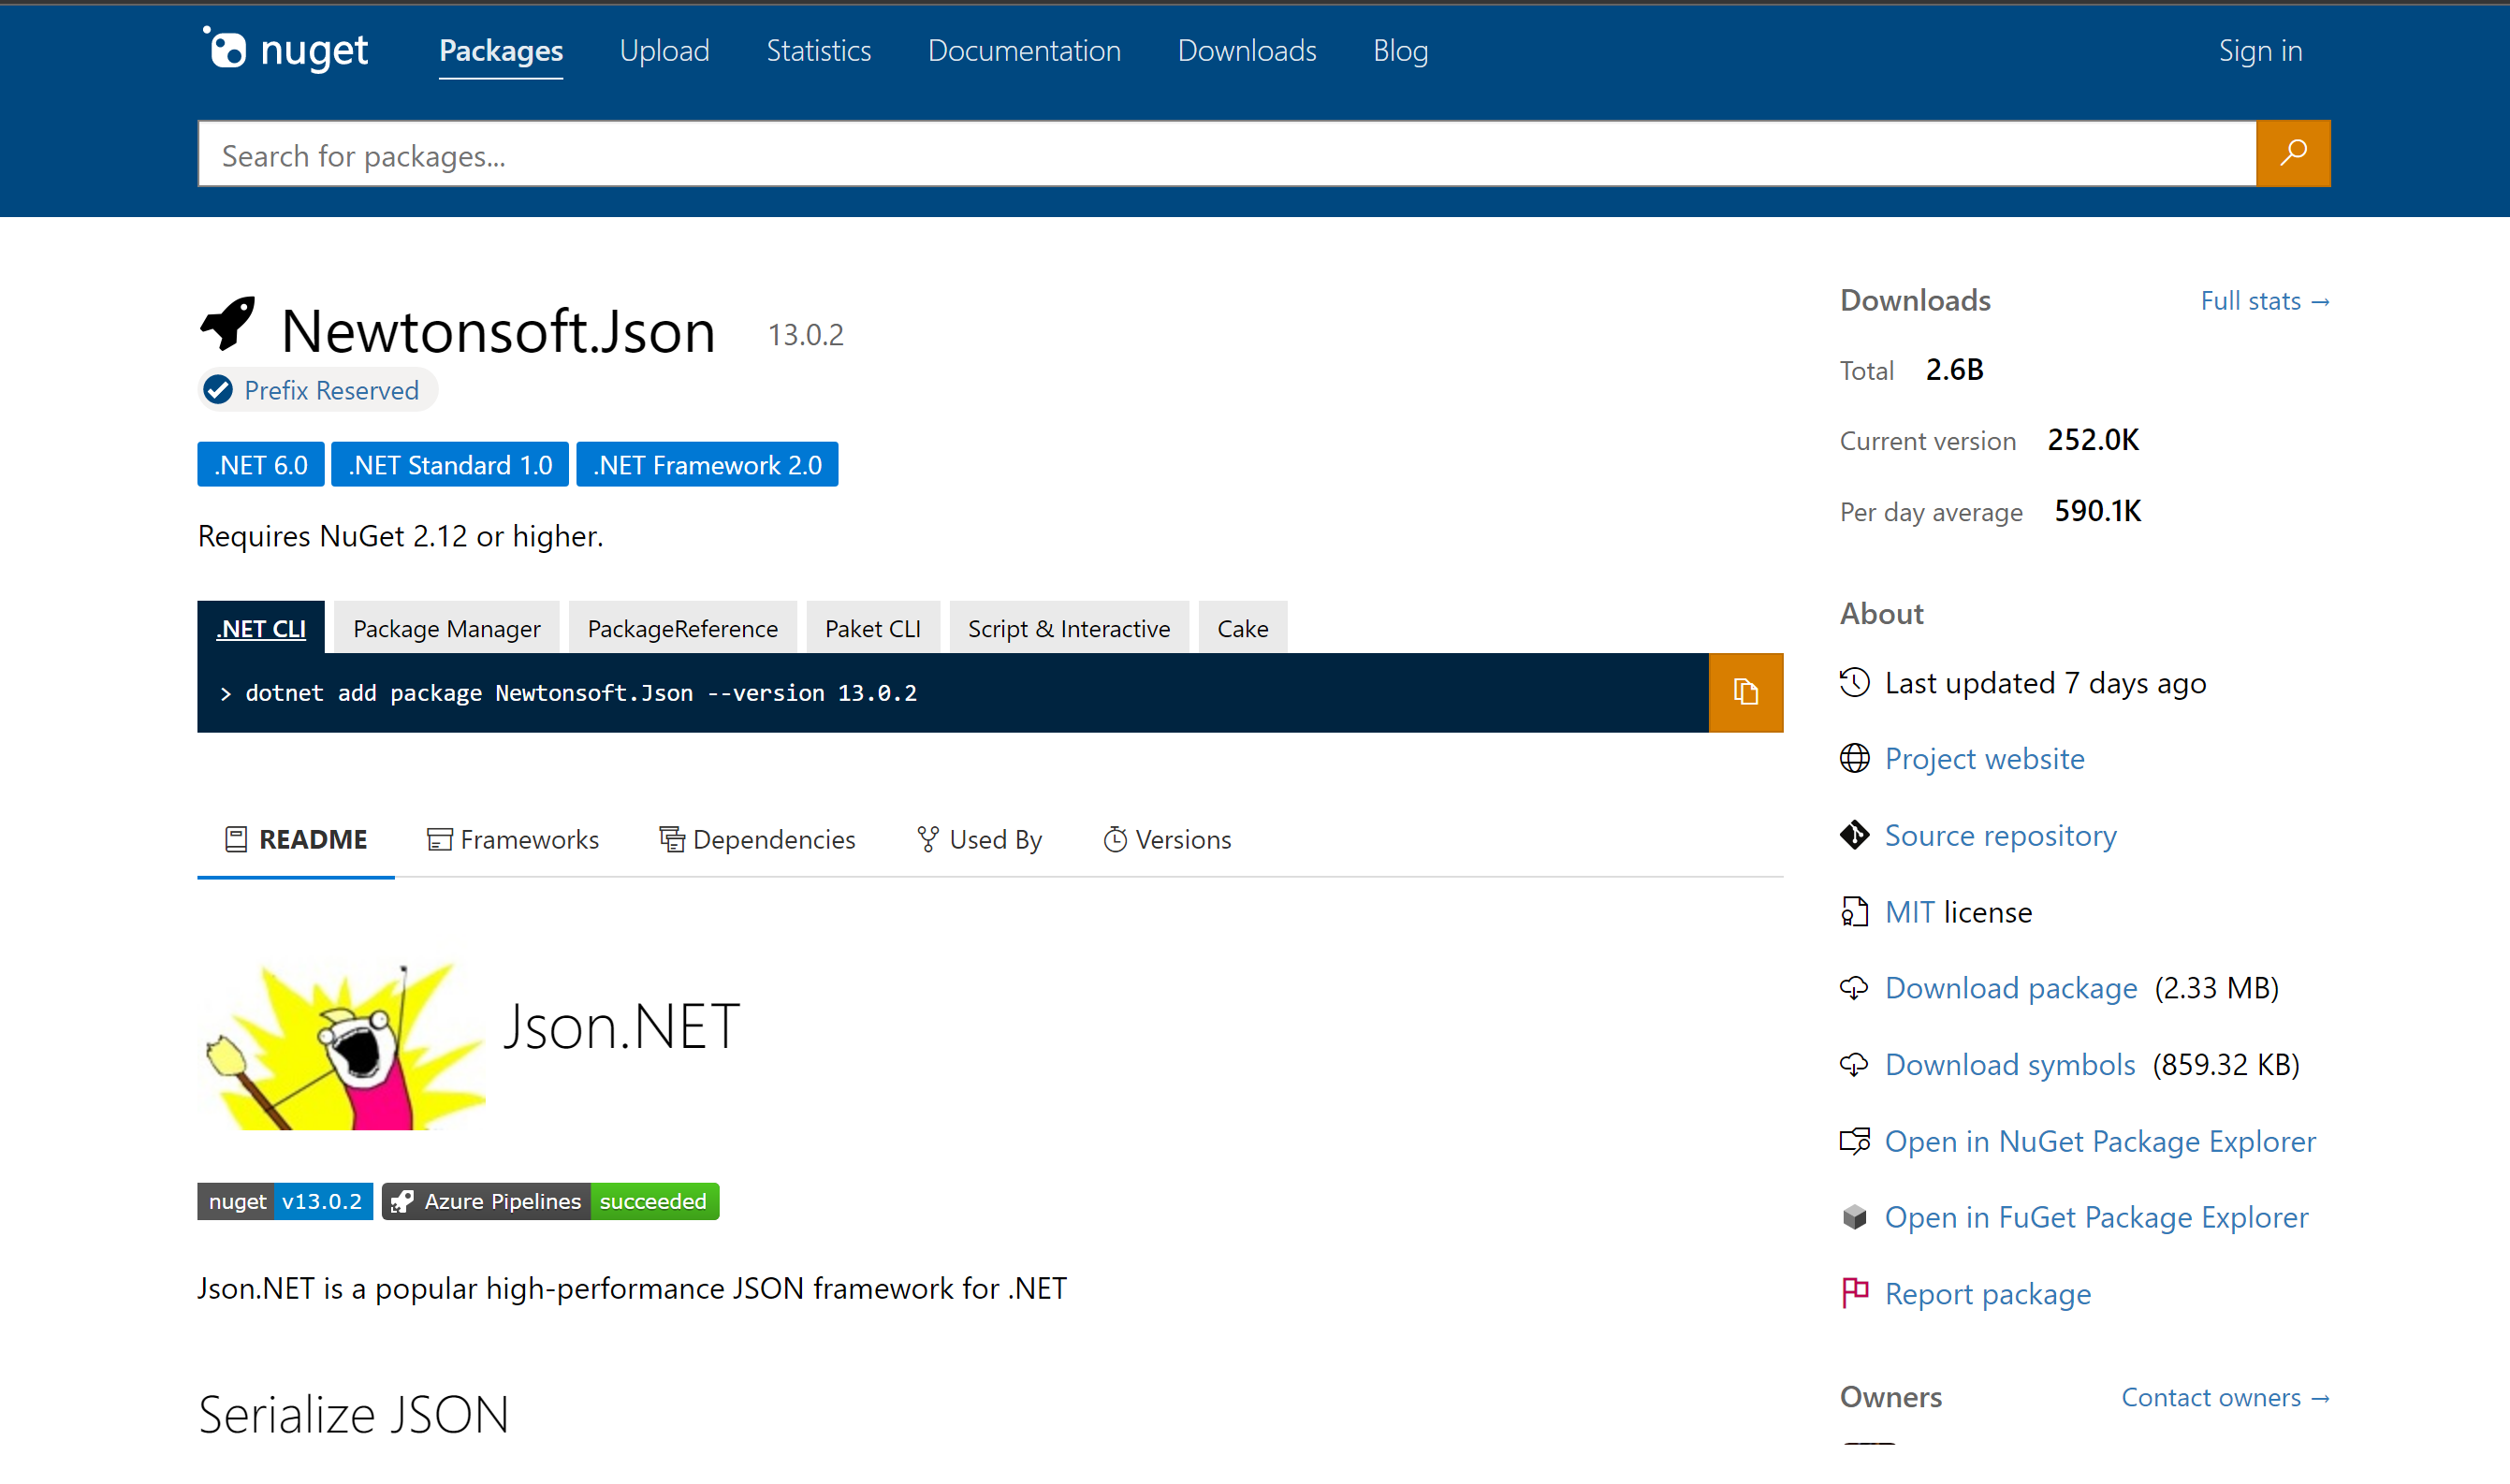 nuget Packages Upload Statistics Documentation Downloads Blog Sign in
Search for packages...
Newtonsoft.Json 13.0.2
Prefix Reserved
.NET 6.0 .NET Standard 1.0 .NET Framework 2.0
Requires NuGet 2.12 or higher.
.NET CLI Package Manager PackageReference Paket CLI Script & Interactive Cake
> dotnet add package Newtonsoft.Json --version 13.0.2
README Frameworks Dependencies Used By Versions
Json.NET
nuget v13.0.2 Azure Pipelines succeeded
Json.NET is a popular high-performance JSON framework for .NET
Serialize JSON
Downloads Full stats →
Total 2.6B
Current version 252.0K
Per day average 590.1K
About
Last updated 7 days ago
Project website
Source repository
MIT license
Download package (2.33 MB)
Download symbols (859.32 KB)
Open in NuGet Package Explorer
Open in FuGet Package Explorer
Report package
Owners Contact owners →